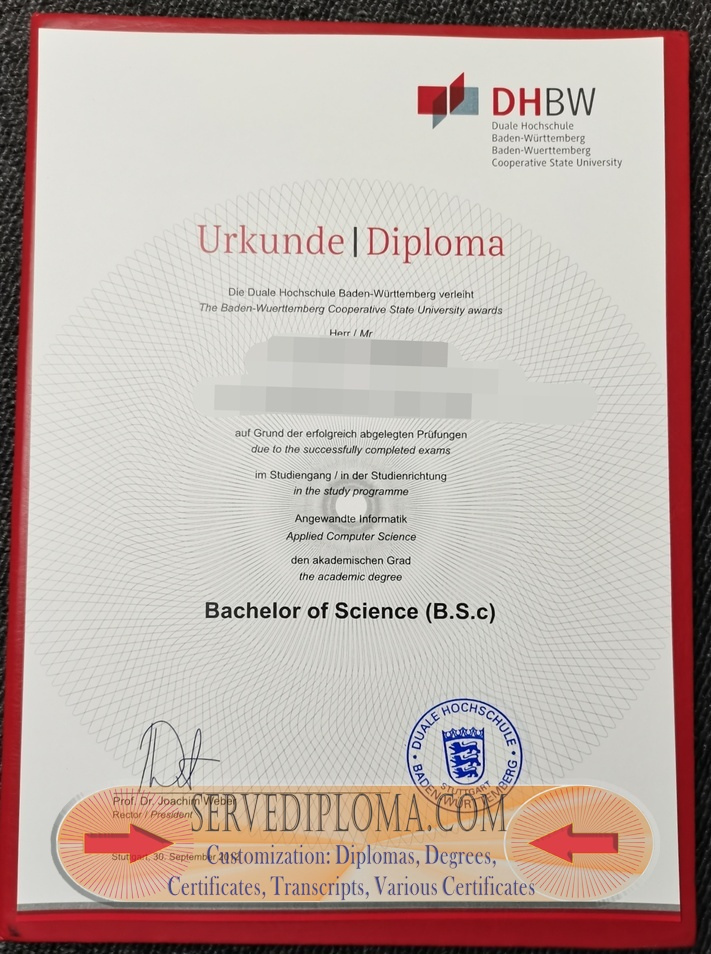 DHBW
Duale Hochschule
Baden-Württemberg
Baden-Wuerttemberg
Cooperative State University
Urkunde | Diploma
Die Duale Hochschule Baden-Württemberg verleiht
The Baden-Wuerttemberg Cooperative State University awards
Herr / Mr
auf Grund der erfolgreich abgelegten Prüfungen
due to the successfully completed exams
im Studiengang / in der Studienrichtung
in the study programme
Angewandte Informatik
Applied Computer Science
den akademischen Grad
the academic degree
Bachelor of Science (B.S.c)
DUALE HOCHSCHULE
STUTTGART
BADEN-WÜRTTEMBERG
Prof. Dr. Joachim Weber
Rector / President
SERVEDIPLOMA.COM
Stuttgart, 30. September
Customization: Diplomas, Degrees,
Certificates, Transcripts, Various Certificates